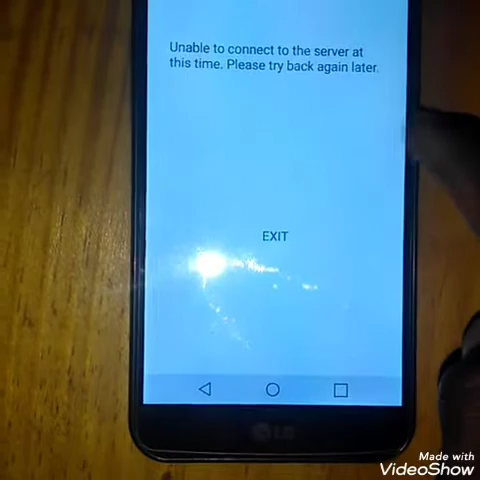 Unable to connect to the server at
this time. Please try back again later.
EXIT
LG
Made with
VideoShow